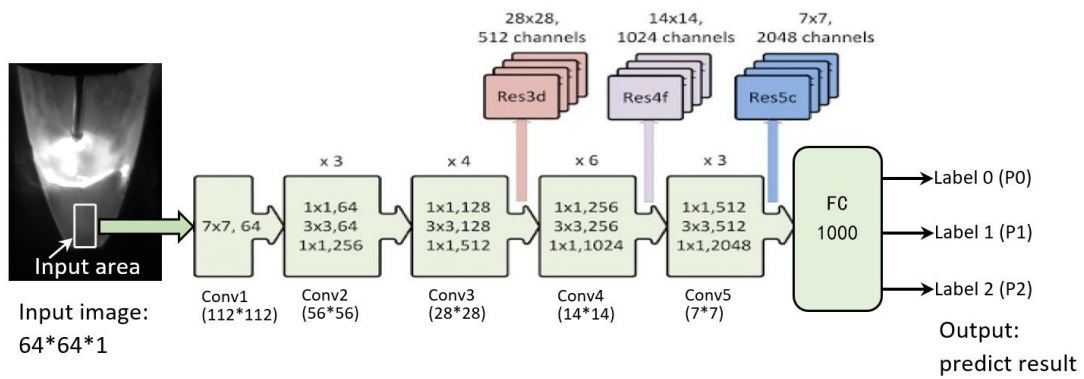 28x28,
512 channels
14x14,
1024 channels
7x7,
2048 channels
Res3d
Res4f
Res5c
x 3
x 4
x 6
x 3
7x7, 64
1x1,64
3x3,64
1x1,256
1x1,128
3x3,128
1x1,512
1x1,256
3x3,256
1x1,1024
1x1,512
3x3,512
1x1,2048
FC
1000
Label 0 (P0)
Label 1 (P1)
Label 2 (P2)
Input area
Conv1
(112*112)
Conv2
(56*56)
Conv3
(28*28)
Conv4
(14*14)
Conv5
(7*7)
Input image:
64*64*1
Output:
predict result